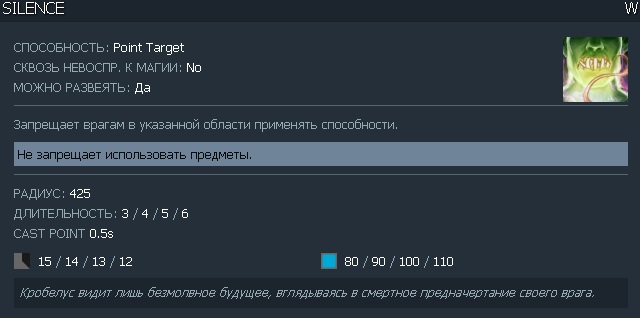 SILENCE W
СПОСОБНОСТЬ: Point Target
СКВОЗЬ НЕВОСПР. К МАГИИ: No
МОЖНО РАЗВЕЯТЬ: Да
Запрещает врагам в указанной области применять способности.
Не запрещает использовать предметы.
РАДИУС: 425
ДЛИТЕЛЬНОСТЬ: 3 / 4 / 5 / 6
CAST POINT 0.5s
15 / 14 / 13 / 12 80 / 90 / 100 / 110
Кробелус видит лишь безмолвное будущее, вглядываясь в смертное предначертание своего врага.